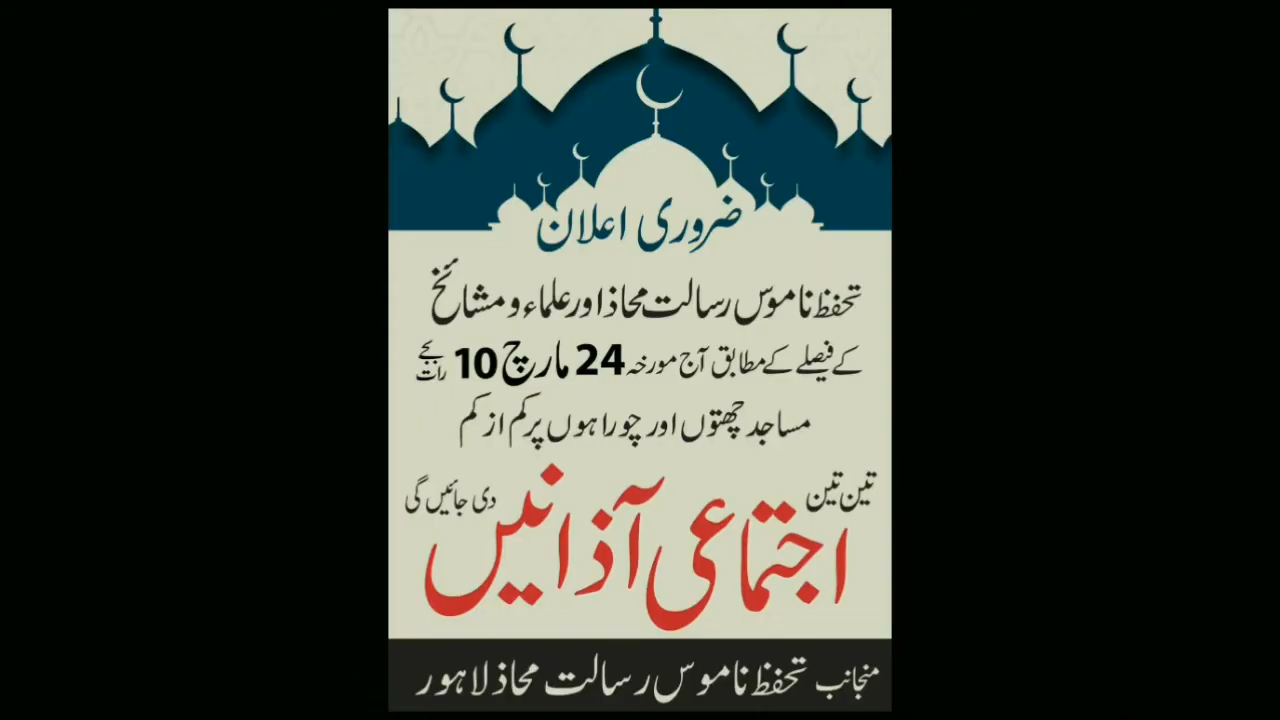 ضروری اعلان
تحفظ ناموس رسالت محاذ اور علماء و مشائخ
کے فیصلے کے مطابق آج مورخہ 24 مارچ 10 بجے رات
مساجد چھتوں اور چوراہوں پر کم از کم
تین تین اجتماعی آذانیں دی جائیں گی
منجانب تحفظ ناموس رسالت محاذ لاہور